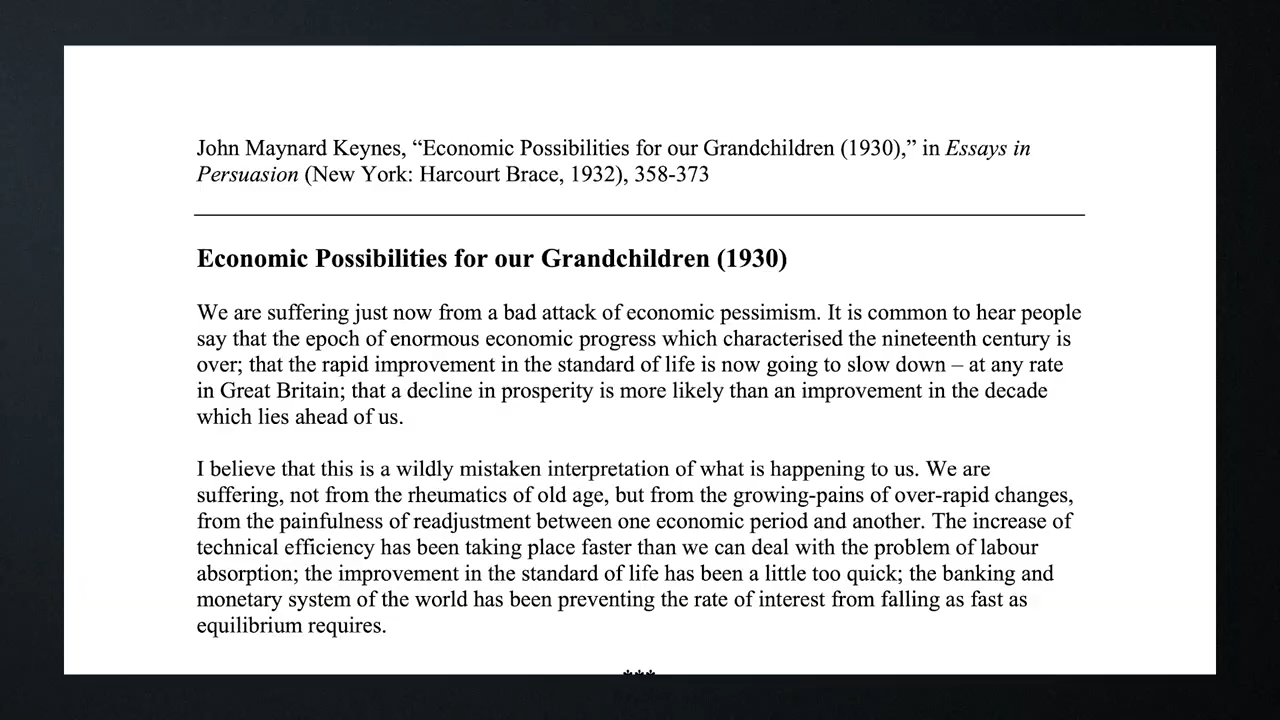 John Maynard Keynes, “Economic Possibilities for our Grandchildren (1930),” in Essays in
Persuasion (New York: Harcourt Brace, 1932), 358-373
Economic Possibilities for our Grandchildren (1930)
We are suffering just now from a bad attack of economic pessimism. It is common to hear people
say that the epoch of enormous economic progress which characterised the nineteenth century is
over; that the rapid improvement in the standard of life is now going to slow down – at any rate
in Great Britain; that a decline in prosperity is more likely than an improvement in the decade
which lies ahead of us.
I believe that this is a wildly mistaken interpretation of what is happening to us. We are
suffering, not from the rheumatics of old age, but from the growing-pains of over-rapid changes,
from the painfulness of readjustment between one economic period and another. The increase of
technical efficiency has been taking place faster than we can deal with the problem of labour
absorption; the improvement in the standard of life has been a little too quick; the banking and
monetary system of the world has been preventing the rate of interest from falling as fast as
equilibrium requires.
***